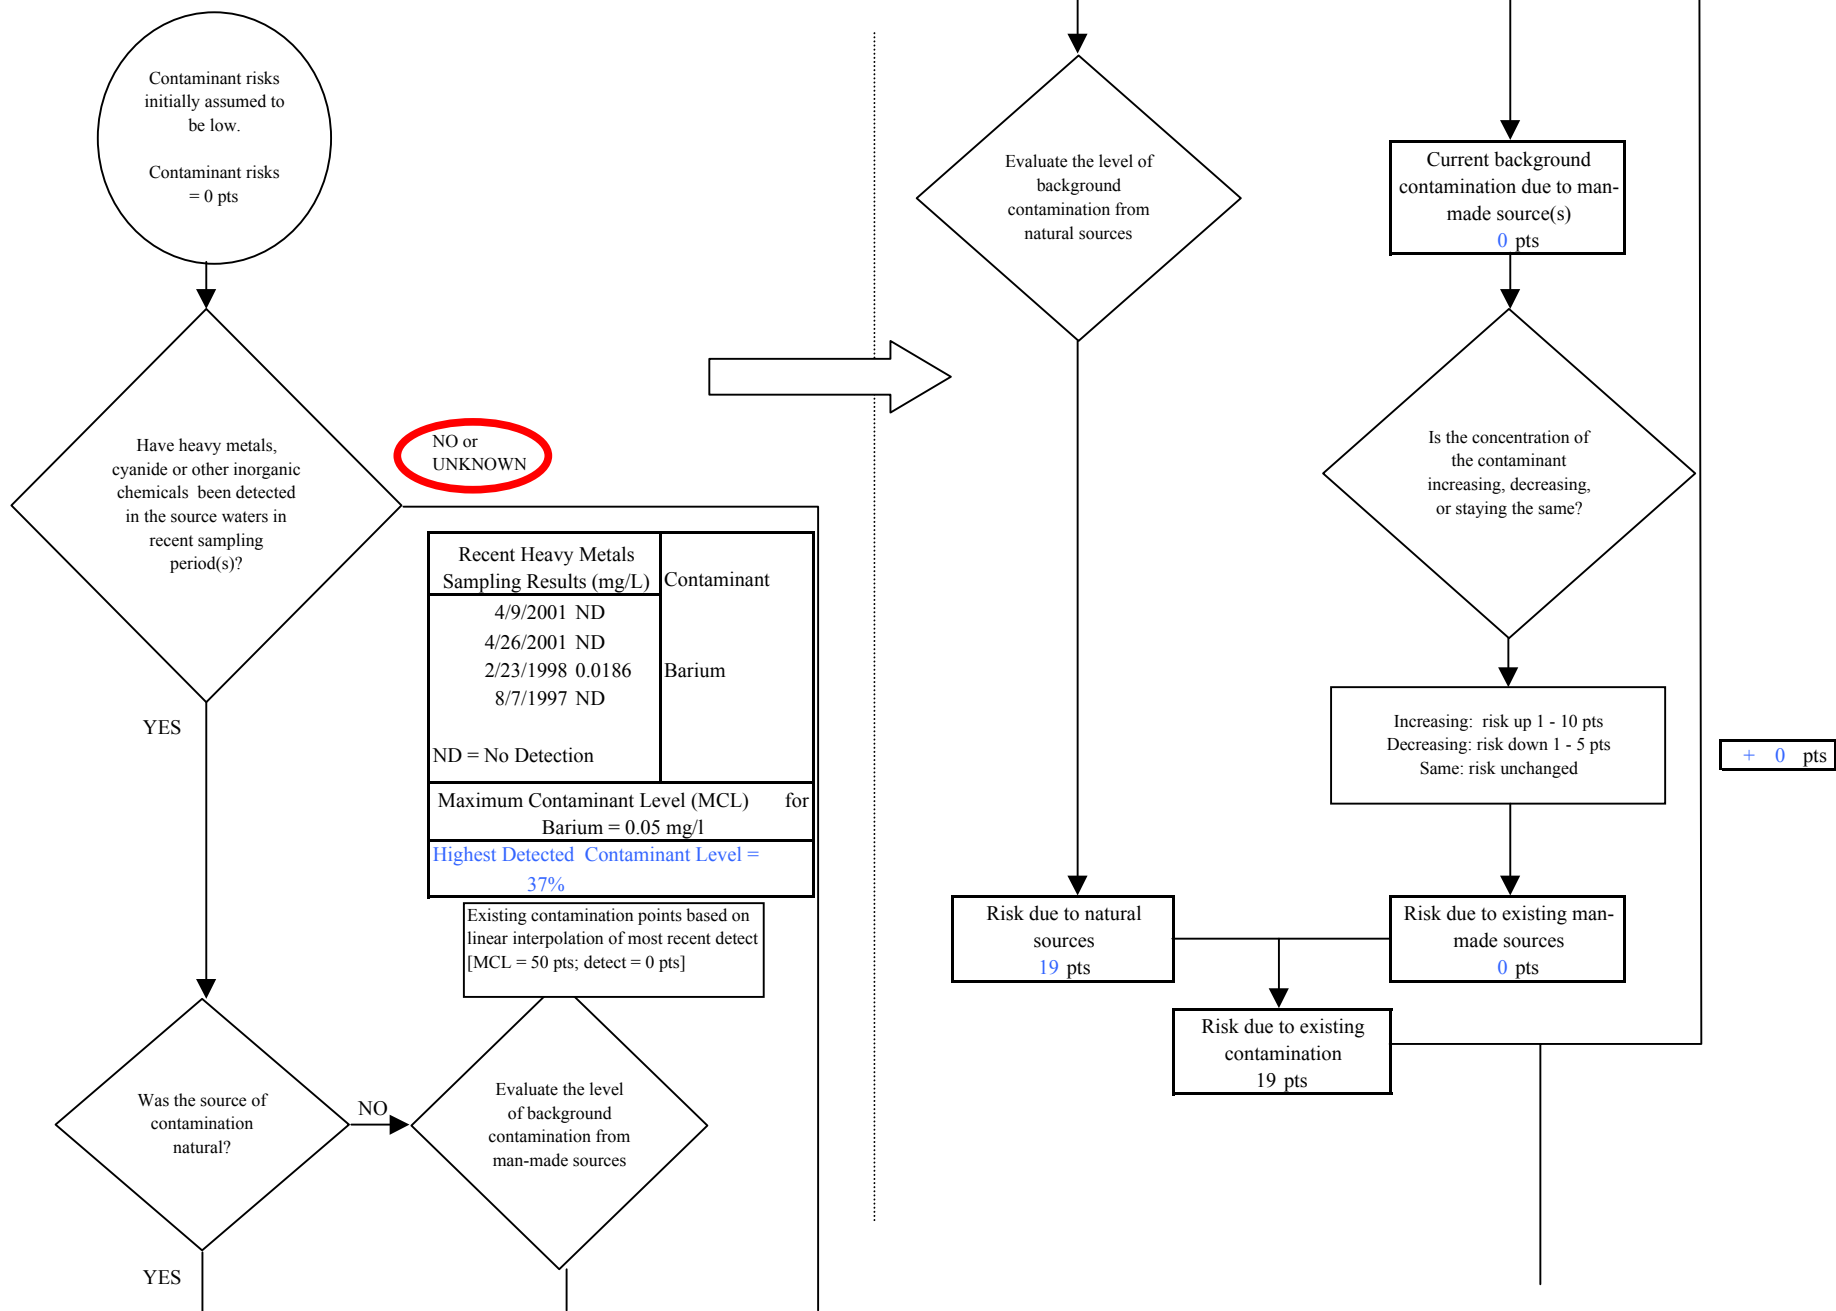 Contaminant risks
initially assumed to
be low.
Contaminant risks
= 0 pts
Have heavy metals,
cyanide or other inorganic
chemicals been detected
in the source waters in
recent sampling
period(s)?
NO or
UNKNOWN
YES
Recent Heavy Metals
Sampling Results (mg/L)
Contaminant
4/9/2001 ND
4/26/2001 ND
2/23/1998 0.0186 Barium
8/7/1997 ND
ND = No Detection
Maximum Contaminant Level (MCL) for
Barium = 0.05 mg/l
Highest Detected Contaminant Level =
37%
Existing contamination points based on
linear interpolation of most recent detect
[MCL = 50 pts; detect = 0 pts]
Was the source of
contamination
natural?
NO
YES
Evaluate the level
of background
contamination from
man-made sources
Evaluate the level of
background
contamination from
natural sources
Current background
contamination due to man-
made source(s)
0 pts
Is the concentration of
the contaminant
increasing, decreasing,
or staying the same?
Increasing: risk up 1 - 10 pts
Decreasing: risk down 1 - 5 pts
Same: risk unchanged
+ 0 pts
Risk due to natural
sources
19 pts
Risk due to existing man-
made sources
0 pts
Risk due to existing
contamination
19 pts